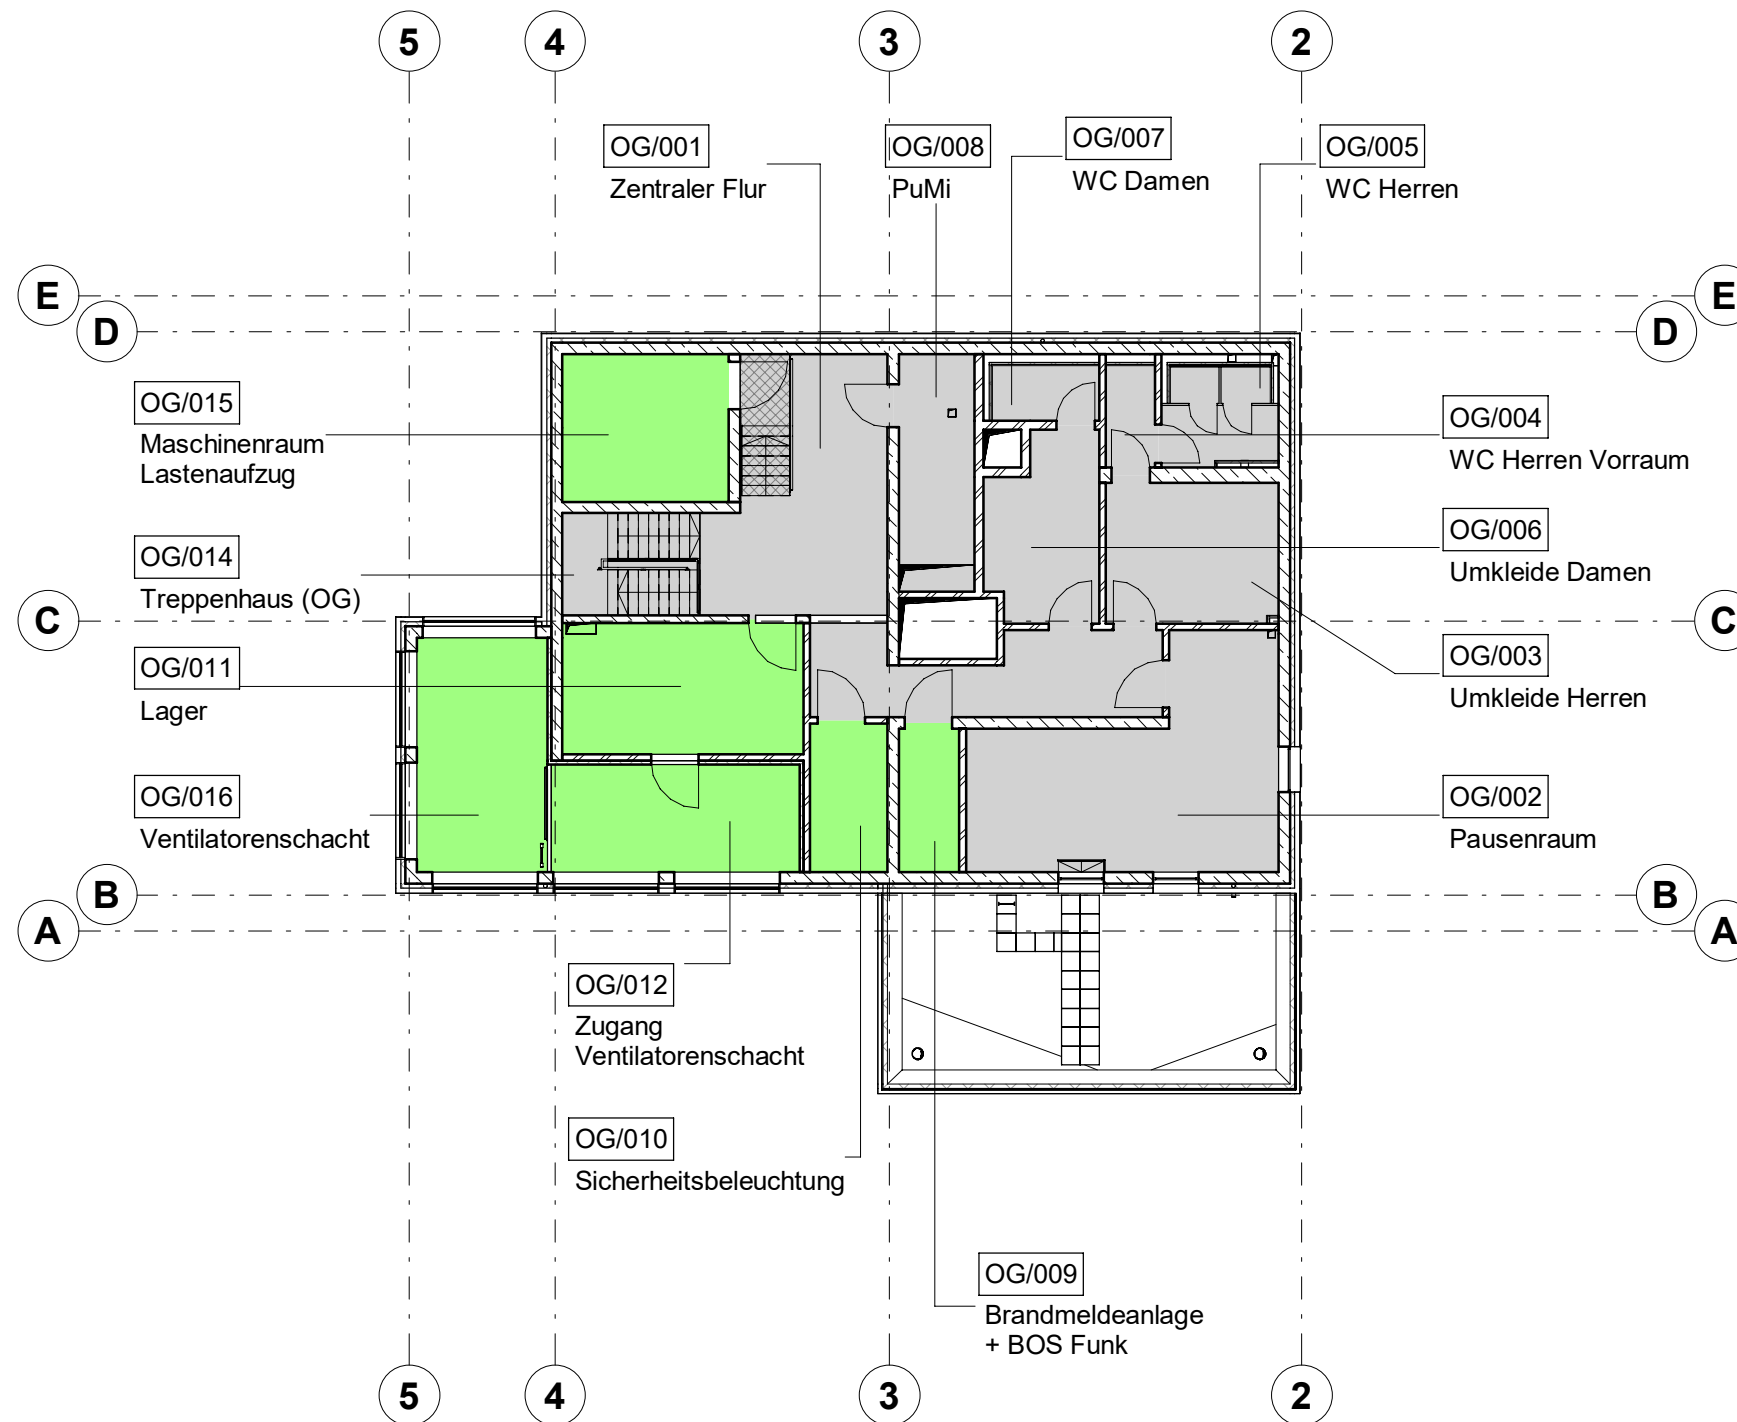 5
4
3
2
OG/001
Zentraler Flur
OG/008
PuMi
OG/007
WC Damen
OG/005
WC Herren
E
E
D
D
OG/015
Maschinenraum
Lastenaufzug
OG/004
WC Herren Vorraum
OG/014
Treppenhaus (OG)
OG/006
Umkleide Damen
C
C
OG/011
Lager
OG/003
Umkleide Herren
OG/016
Ventilatorenschacht
OG/002
Pausenraum
B
B
A
A
OG/012
Zugang
Ventilatorenschacht
OG/010
Sicherheitsbeleuchtung
OG/009
Brandmeldeanlage
+ BOS Funk
5
4
3
2